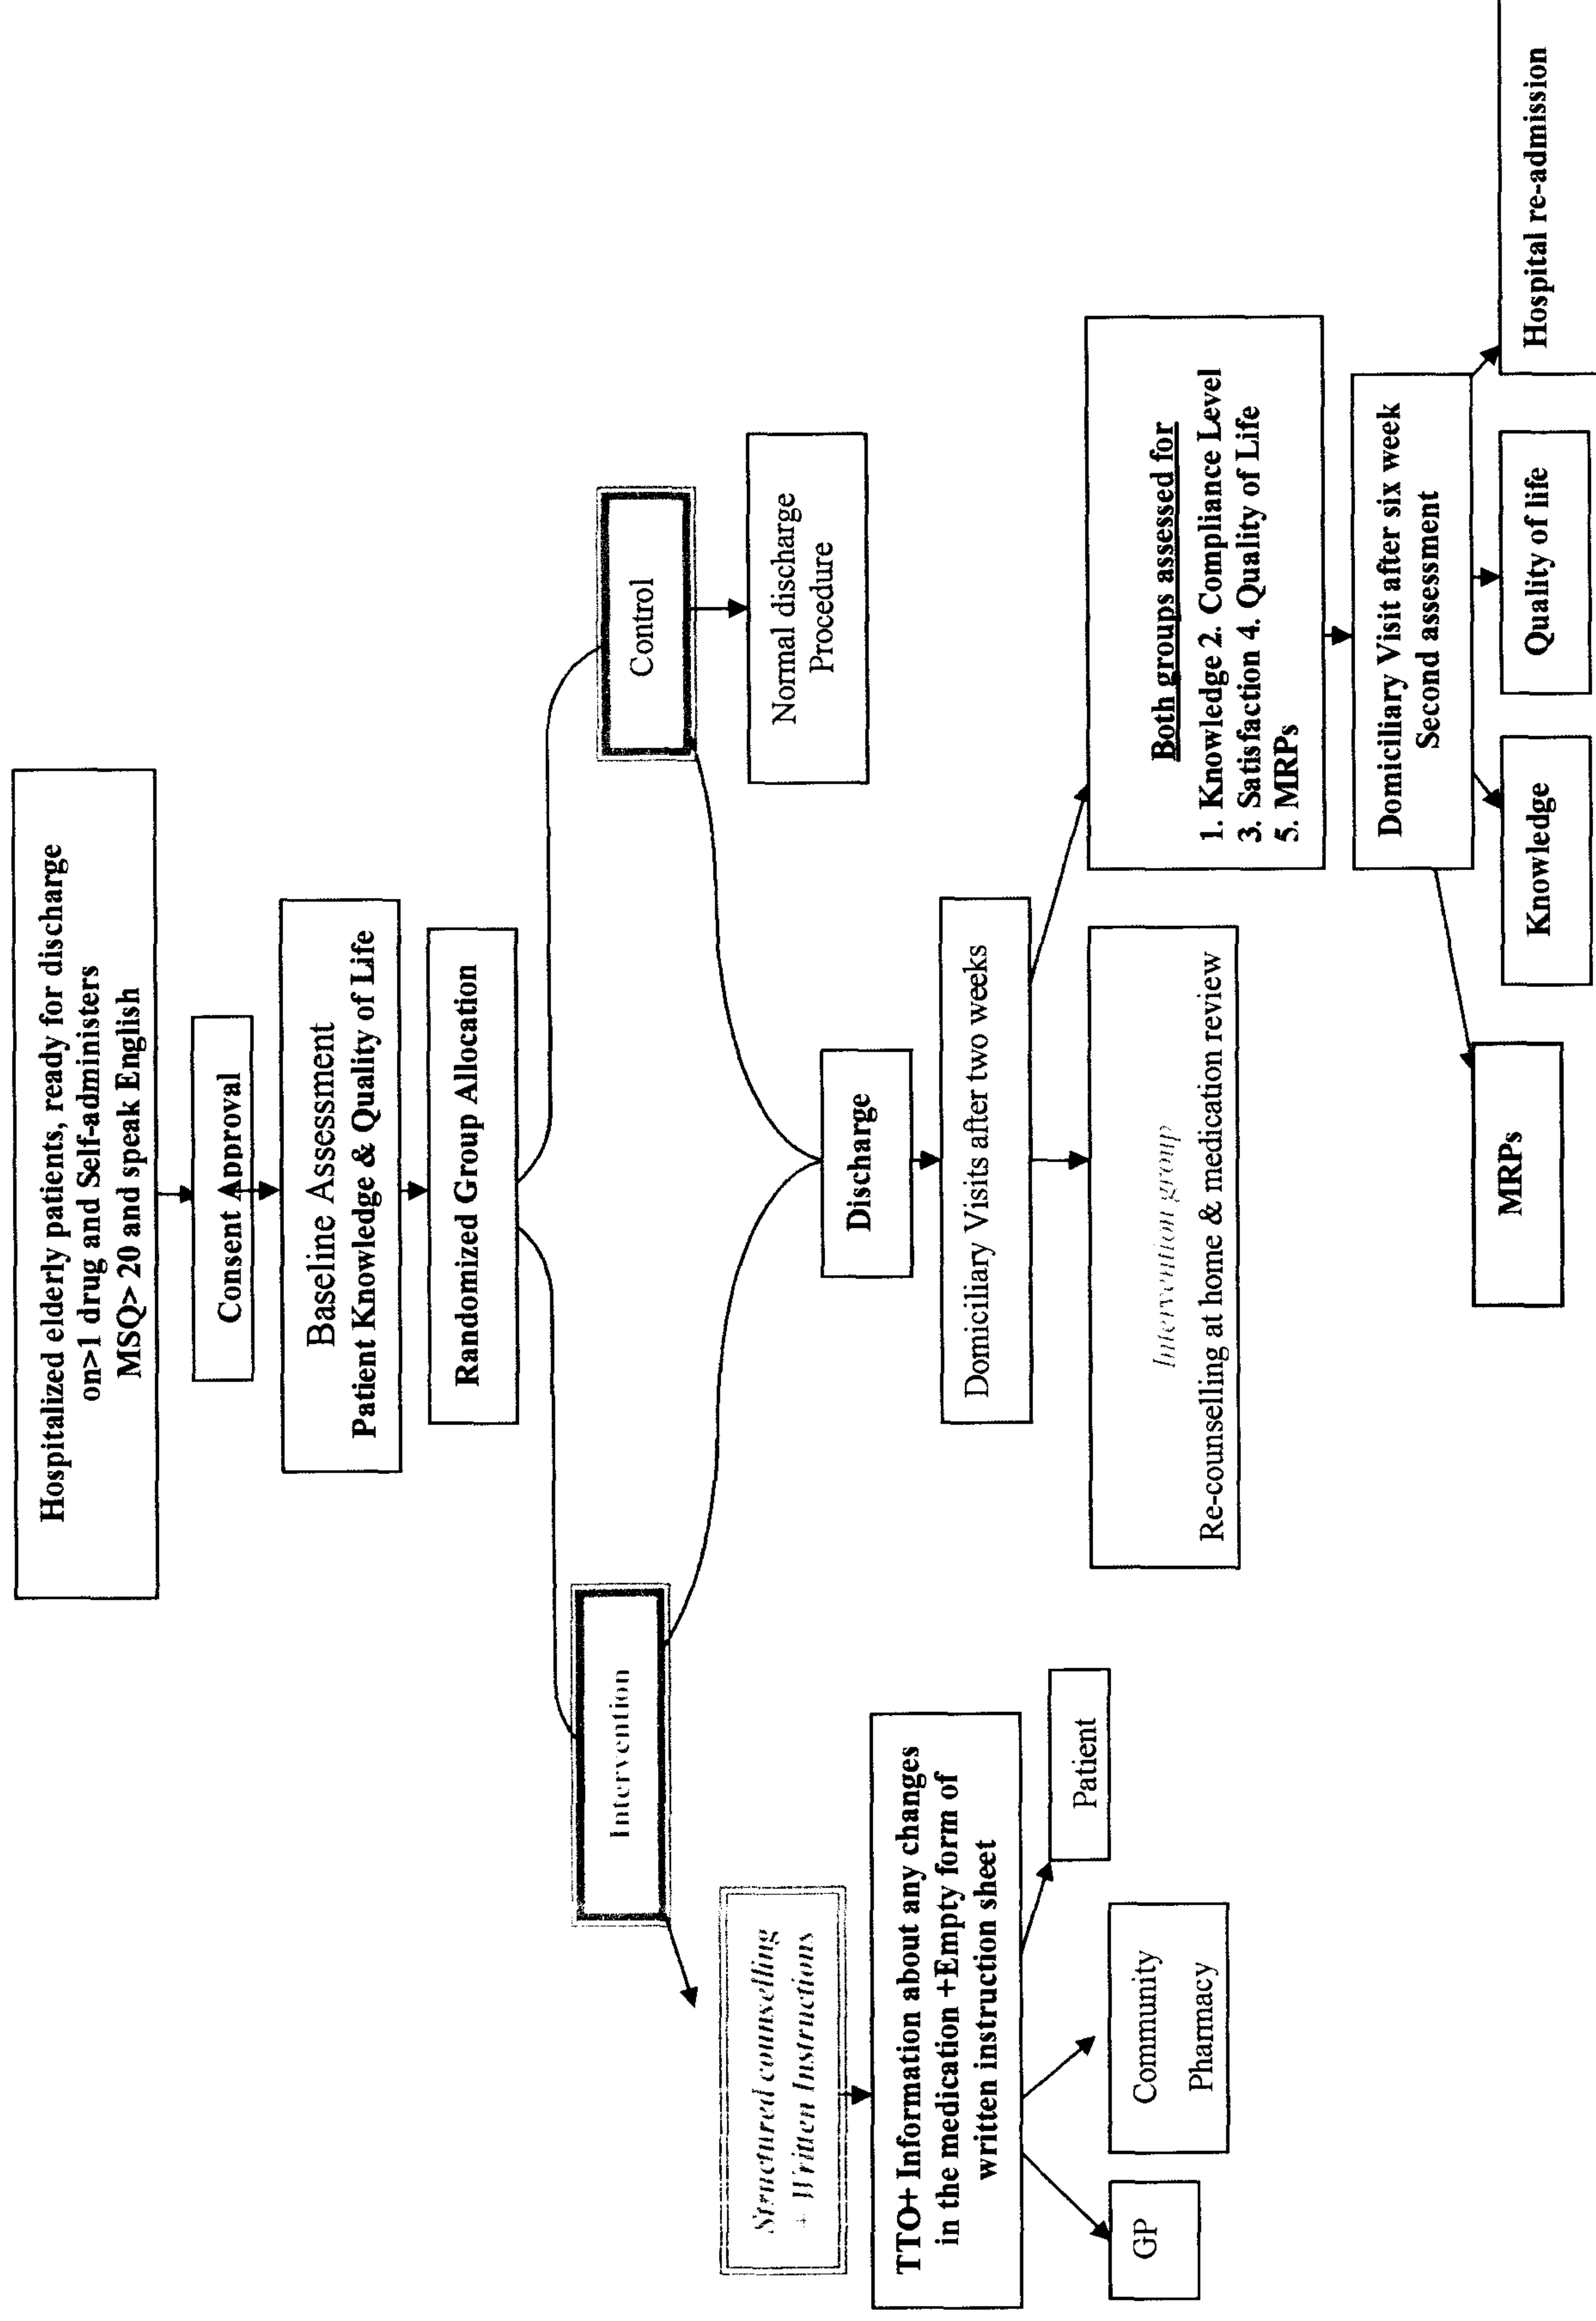 Hospitalized elderly patients, ready for discharge
on>1 drug and Self-administers
MSQ> 20 and speak English
Consent Approval
Baseline Assessment
Patient Knowledge & Quality of Life
Randomized Group Allocation
Intervention
Control
Structured counselling
+ Written Instructions
Normal discharge
Procedure
TTO+ Information about any changes
in the medication +Empty form of
written instruction sheet
GP
Community
Pharmacy
Patient
Discharge
Domiciliary Visits after two weeks
Intervention group
Re-counselling at home & medication review
Both groups assessed for
1. Knowledge 2. Compliance Level
3. Satisfaction 4. Quality of Life
5. MRPs
Domiciliary Visit after six week
Second assessment
MRPs
Knowledge
Quality of life
Hospital re-admission